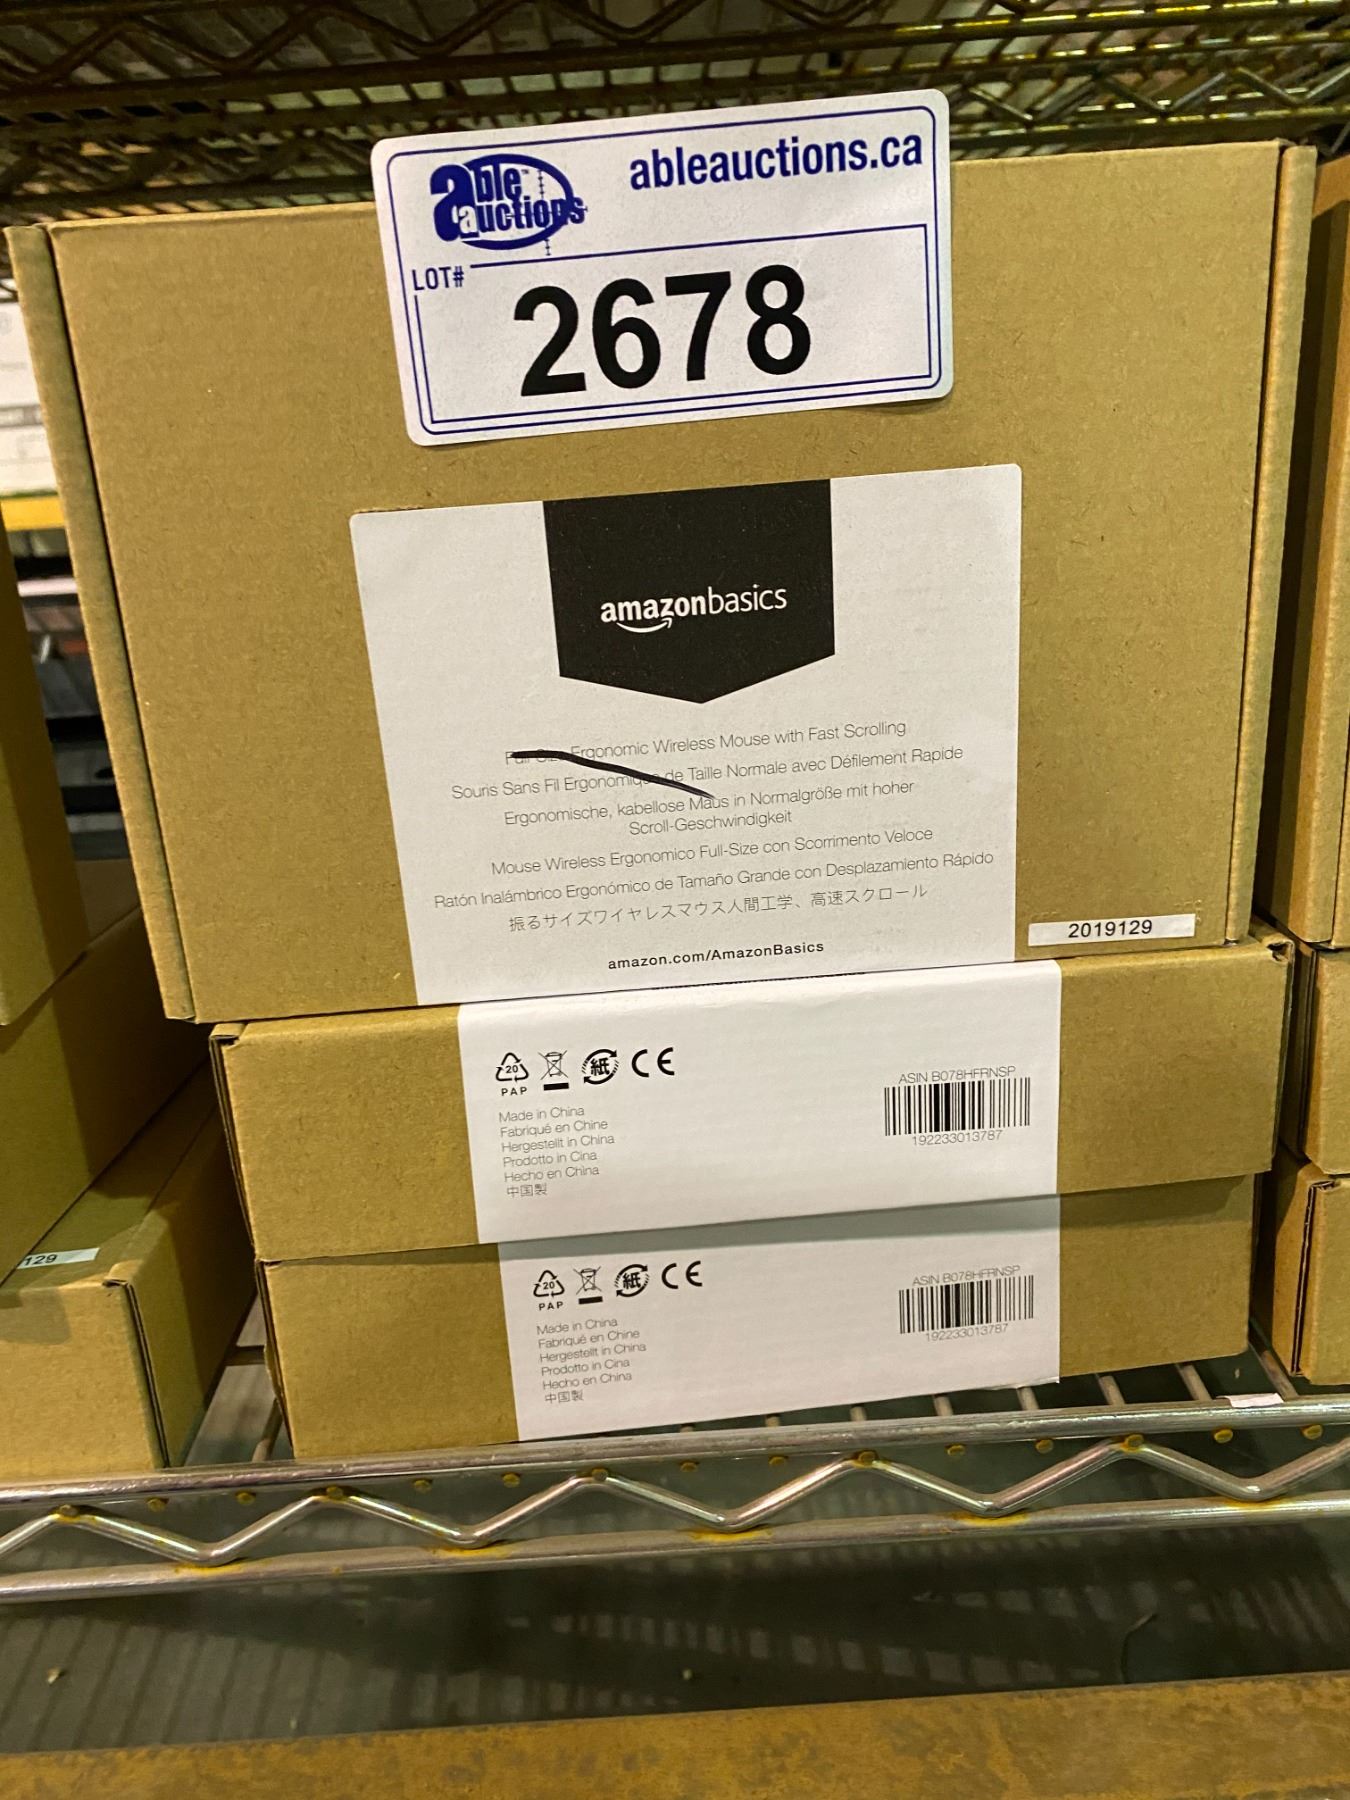 able auctions
ableauctions.ca
LOT#
2678
amazonbasics
Full-Size Ergonomic Wireless Mouse with Fast Scrolling
Souris Sans Fil Ergonomique de Taille Normale avec Défilement Rapide
Ergonomische, kabellose Maus in Normalgröße mit hoher
Scroll-Geschwindigkeit
Mouse Wireless Ergonomico Full-Size con Scorrimento Veloce
Ratón Inalámbrico Ergonómico de Tamaño Grande con Desplazamiento Rápido
振るサイズワイヤレスマウス人間工学、高速スクロール
amazon.com/AmazonBasics
2019129
20
PAP
紙
CE
Made in China
Fabriqué en Chine
Hergestellt in China
Prodotto in Cina
Hecho en China
中国製
ASIN B078HFRNSP
192233013787
20
PAP
紙
CE
Made in China
Fabriqué en Chine
Hergestellt in China
Prodotto in Cina
Hecho en China
中国製
ASIN B078HFRNSP
192233013787
129